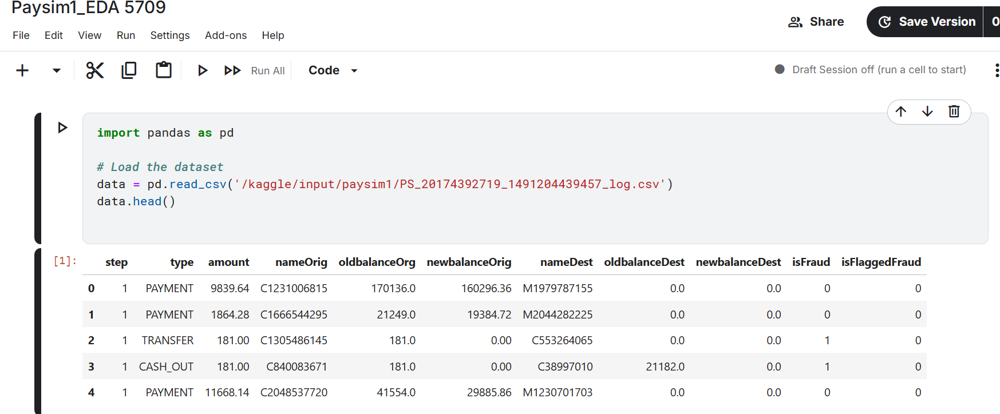 Paysim1_EDA 5709
File Edit View Run Settings Add-ons Help
Share
Save Version
0
Run All
Code
Draft Session off (run a cell to start)
import pandas as pd
# Load the dataset
data = pd.read_csv('/kaggle/input/paysim1/PS_20174392719_1491204439457_log.csv')
data.head()
[1]:
step type amount nameOrig oldbalanceOrg newbalanceOrig nameDest oldbalanceDest newbalanceDest isFraud isFlaggedFraud
0 1 PAYMENT 9839.64 C1231006815 170136.0 160296.36 M1979787155 0.0 0.0 0 0
1 1 PAYMENT 1864.28 C1666544295 21249.0 19384.72 M2044282225 0.0 0.0 0 0
2 1 TRANSFER 181.00 C1305486145 181.0 0.00 C553264065 0.0 0.0 1 0
3 1 CASH_OUT 181.00 C840083671 181.0 0.00 C38997010 21182.0 0.0 1 0
4 1 PAYMENT 11668.14 C2048537720 41554.0 29885.86 M1230701703 0.0 0.0 0 0